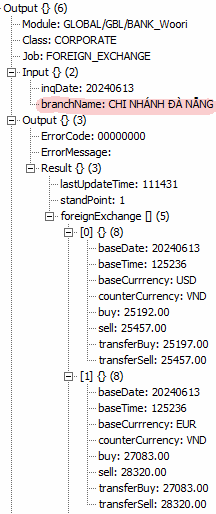 Output {} (6)
Module: GLOBAL/GBL/BANK_Woori
Class: CORPORATE
Job: FOREIGN_EXCHANGE
Input {} (2)
inqDate: 20240613
branchName: CHI NHÁNH ĐÀ NẴNG
Output {} (3)
ErrorCode: 00000000
ErrorMessage:
Result {} (3)
lastUpdateTime: 111431
standPoint: 1
foreignExchange [] (5)
[0] {} (8)
baseDate: 20240613
baseTime: 125236
baseCurrrency: USD
counterCurrency: VND
buy: 25192.00
sell: 25457.00
transferBuy: 25197.00
transferSell: 25457.00
[1] {} (8)
baseDate: 20240613
baseTime: 125236
baseCurrrency: EUR
counterCurrency: VND
buy: 27083.00
sell: 28320.00
transferBuy: 27083.00
transferSell: 28320.00